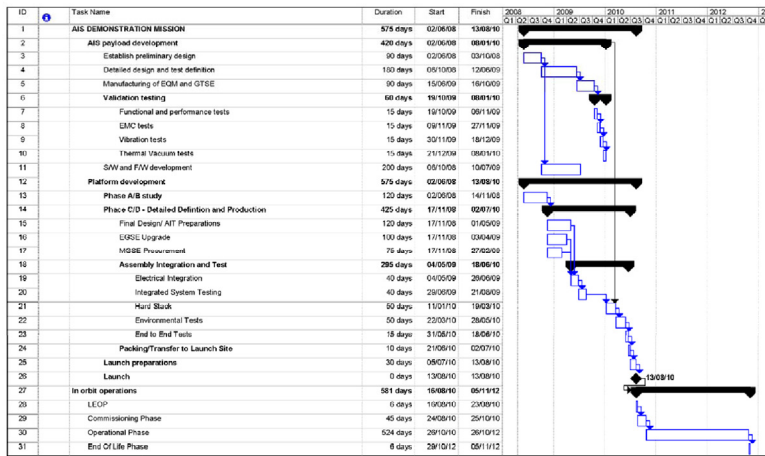 ID Task Name Duration Start Finish 2008 2009 2010 2011 2012
Q1 Q2 Q3 Q4 Q1 Q2 Q3 Q4 Q1 Q2 Q3 Q4 Q1 Q2 Q3 Q4 Q1 Q2 Q3 Q4
1 AIS DEMONSTRATION MISSION 575 days 02/06/08 13/08/10
2 AIS payload development 420 days 02/06/08 08/01/10
3 Establish preliminary design 90 days 02/06/08 03/10/08
4 Detailed design and test definition 180 days 06/10/08 12/06/09
5 Manufacturing of EQM and GTSE 90 days 15/06/09 16/10/09
6 Validation testing 60 days 19/10/09 08/01/10
7 Functional and performance tests 15 days 19/10/09 06/11/09
8 EMC tests 15 days 09/11/09 27/11/09
9 Vibration tests 15 days 30/11/09 18/12/09
10 Thermal Vacuum tests 15 days 21/12/09 08/01/10
11 S/W and F/W development 200 days 06/10/08 10/07/09
12 Platform development 575 days 02/06/08 13/08/10
13 Phase A/B study 120 days 02/06/08 14/11/08
14 Phase C/D - Detailed Defintion and Production 425 days 17/11/08 02/07/10
15 Final Design/ AIT Preparations 120 days 17/11/08 01/05/09
16 EGSE Upgrade 100 days 17/11/08 03/04/09
17 MGSE Procurement 75 days 17/11/08 27/02/09
18 Assembly Integration and Test 295 days 04/05/09 18/06/10
19 Electrical Integration 40 days 04/05/09 26/06/09
20 Integrated System Testing 40 days 29/06/09 21/08/09
21 Hard Stack 50 days 11/01/10 19/03/10
22 Environmental Tests 50 days 22/03/10 28/05/10
23 End to End Tests 15 days 31/05/10 18/06/10
24 Packing/Transfer to Launch Site 10 days 21/06/10 02/07/10
25 Launch preparations 30 days 05/07/10 13/08/10
26 Launch 0 days 13/08/10 13/08/10 13/08/10
27 In orbit operations 581 days 16/08/10 05/11/12
28 LEOP 6 days 16/08/10 23/08/10
29 Commissioning Phase 45 days 24/08/10 25/10/10
30 Operational Phase 524 days 26/10/10 26/10/12
31 End Of Life Phase 6 days 29/10/12 05/11/12